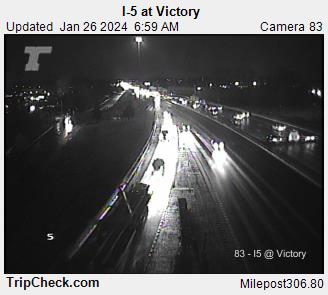 I-5 at Victory
Updated Jan 26 2024 6:59 AM Camera 83
T
S
83 - I5 @ Victory
TripCheck.com Milepost306.80